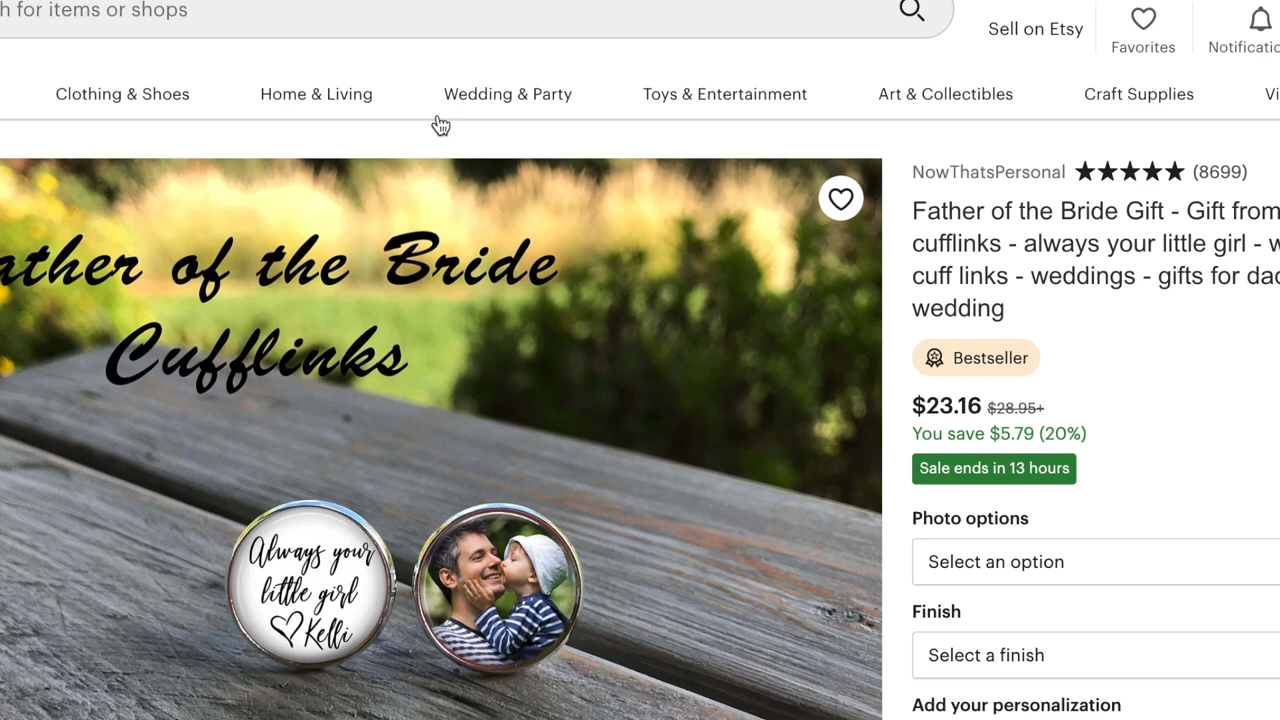 h for items or shops
Sell on Etsy
Favorites
Clothing & Shoes
Home & Living
Wedding & Party
Toys & Entertainment
Art & Collectibles
Craft Supplies
ather of the Bride
Cufflinks
Always your
little girl
Kelli
NowThatsPersonal
(8699)
Father of the Bride Gift - Gift from
cufflinks - always your little girl - w
cuff links - weddings - gifts for dad
wedding
Bestseller
$23.16 $28.95+
You save $5.79 (20%)
Sale ends in 13 hours
Photo options
Select an option
Finish
Select a finish
Add your personalization